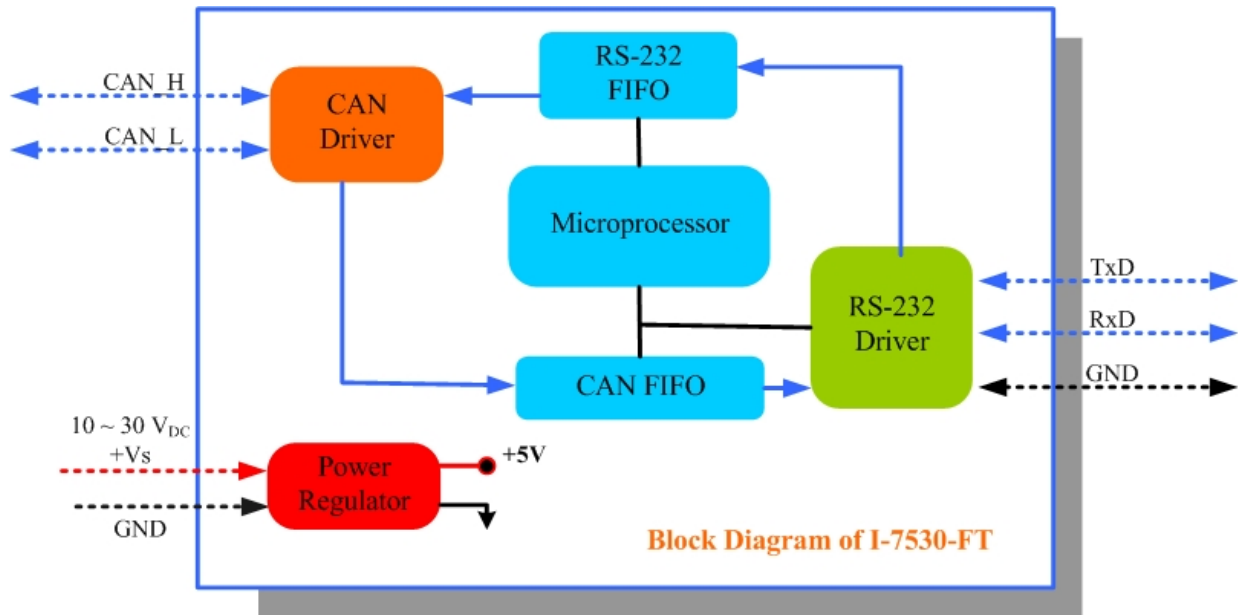 CAN_H
CAN_L
CAN
Driver
RS-232
FIFO
Microprocessor
RS-232
Driver
TxD
RxD
GND
CAN FIFO
10 ~ 30 VDC
+Vs
GND
Power
Regulator
+5V
Block Diagram of I-7530-FT